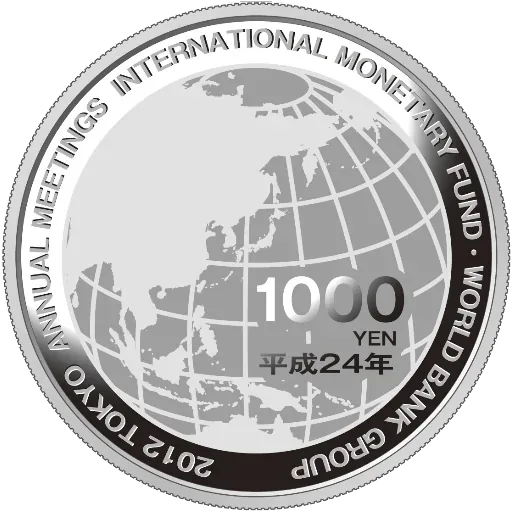 2012 TOKYO ANNUAL MEETINGS INTERNATIONAL MONETARY FUND · WORLD BANK GROUP
1000
YEN
平成24年